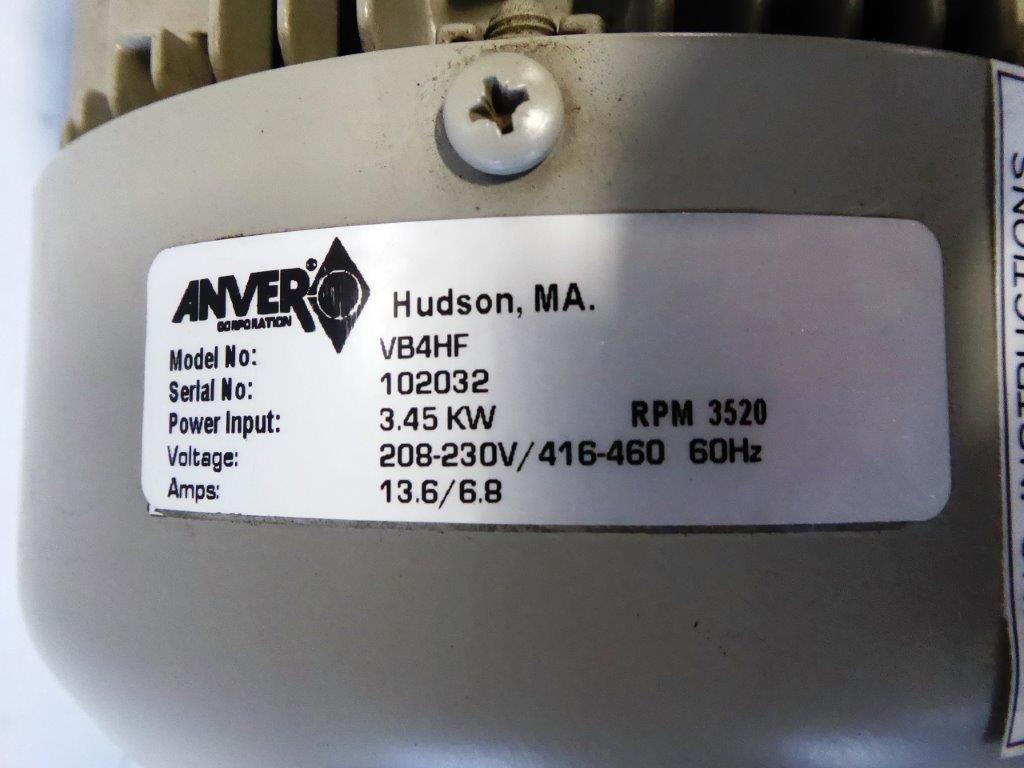 ANVER®
CORPORATION
Hudson, MA.
Model No: VB4HF
Serial No: 102032
Power Input: 3.45 KW RPM 3520
Voltage: 208-230V/416-460 60Hz
Amps: 13.6/6.8